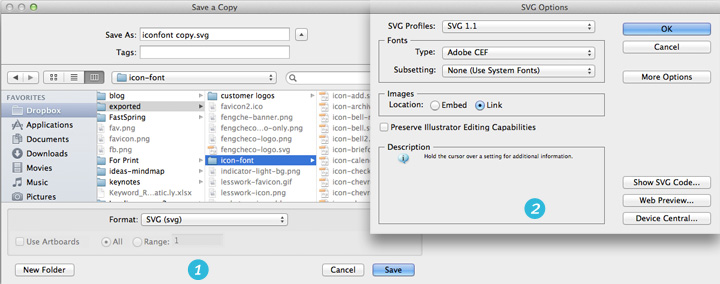 Save a Copy
Save As: iconfont copy.svg
Tags:
icon-font
FAVORITES
Dropbox
Applications
Documents
Downloads
Movies
Music
Pictures
blog
exported
FastSpring
fav.png
favicon.png
fb.png
For Print
ideas-mindmap
keynotes
Keyword_R...atic.ly.xlsx
customer logos
favicon2.ico
fengche-banner.png
fengcheco...o-only.png
fengcheco-logo.png
fengcheco-logo.svg
icon-font
indicator-light-bg.png
lesswork-favicon.gif
lesswork-icon.png
icon-add.s
icon-archiv
icon-bell-
icon-bell.s
icon-bell2.
icon-briefc
icon-calen
icon-check
icon-check
icon-chevr
Format: SVG (svg)
Use Artboards All Range: 1
New Folder 1 Cancel Save
SVG Options
SVG Profiles: SVG 1.1
OK
Fonts
Cancel
Type: Adobe CEF
Subsetting: None (Use System Fonts)
More Options
Images
Location: Embed Link
Preserve Illustrator Editing Capabilities
Description
Hold the cursor over a setting for additional information.
Show SVG Code...
Web Preview...
2
Device Central...